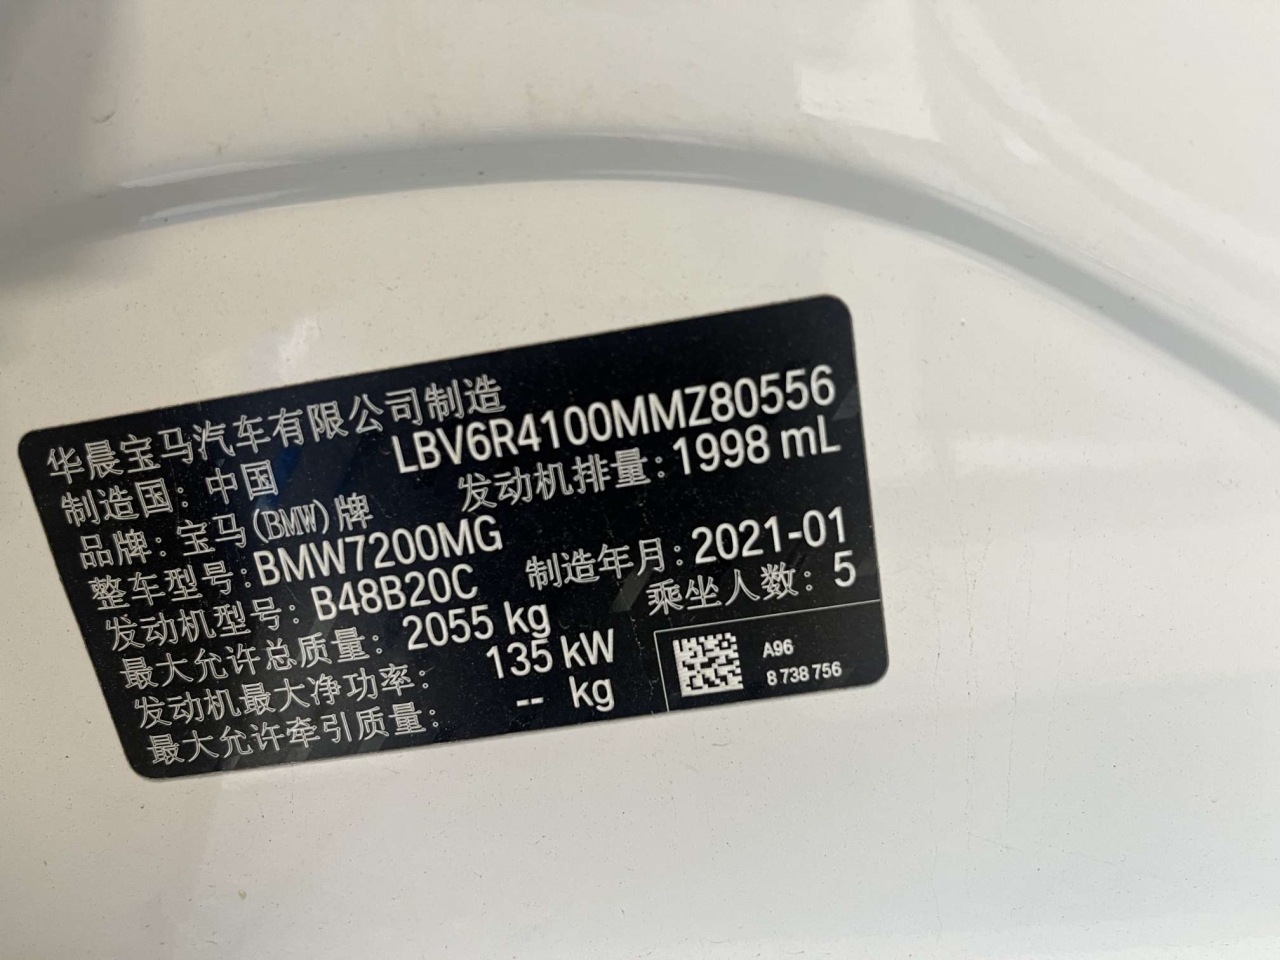 华晨宝马汽车有限公司制造
制造国：中国 LBV6R4100MMZ80556
品牌：宝马(BMW)牌 发动机排量：1998 mL
整车型号：BMW7200MG
发动机型号：B48B20C 制造年月：2021-01
最大允许总质量：2055 kg 乘坐人数：5
发动机最大净功率：135 kW
最大允许牵引质量：-- kg
A96
8 738 756